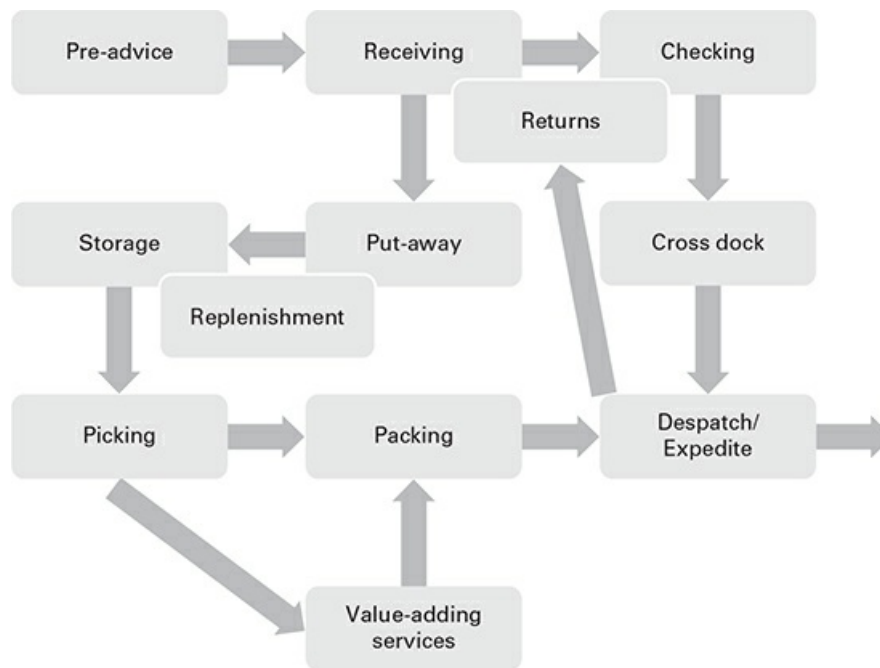 Pre-advice
Receiving
Checking
Returns
Storage
Put-away
Cross dock
Replenishment
Picking
Packing
Despatch/
Expedite
Value-adding
services